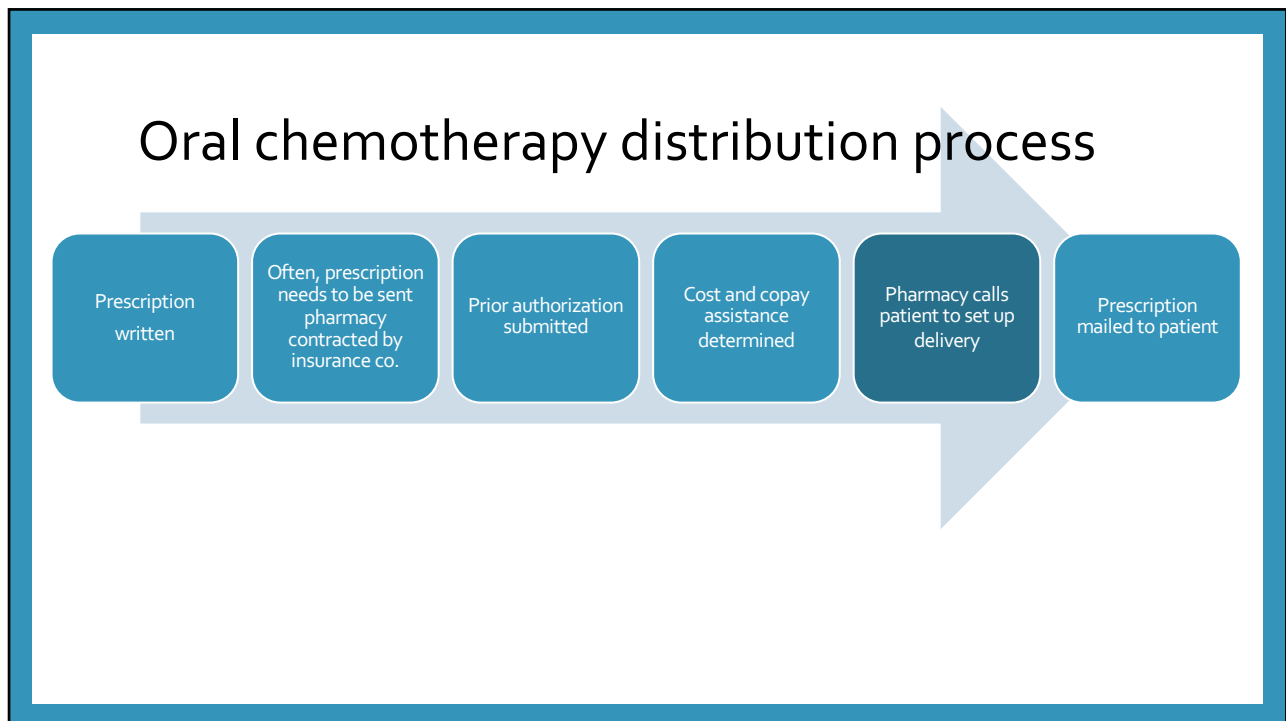 Oral chemotherapy distribution process
Prescription
written
Often, prescription
needs to be sent
pharmacy
contracted by
insurance co.
Prior authorization
submitted
Cost and copay
assistance
determined
Pharmacy calls
patient to set up
delivery
Prescription
mailed to patient